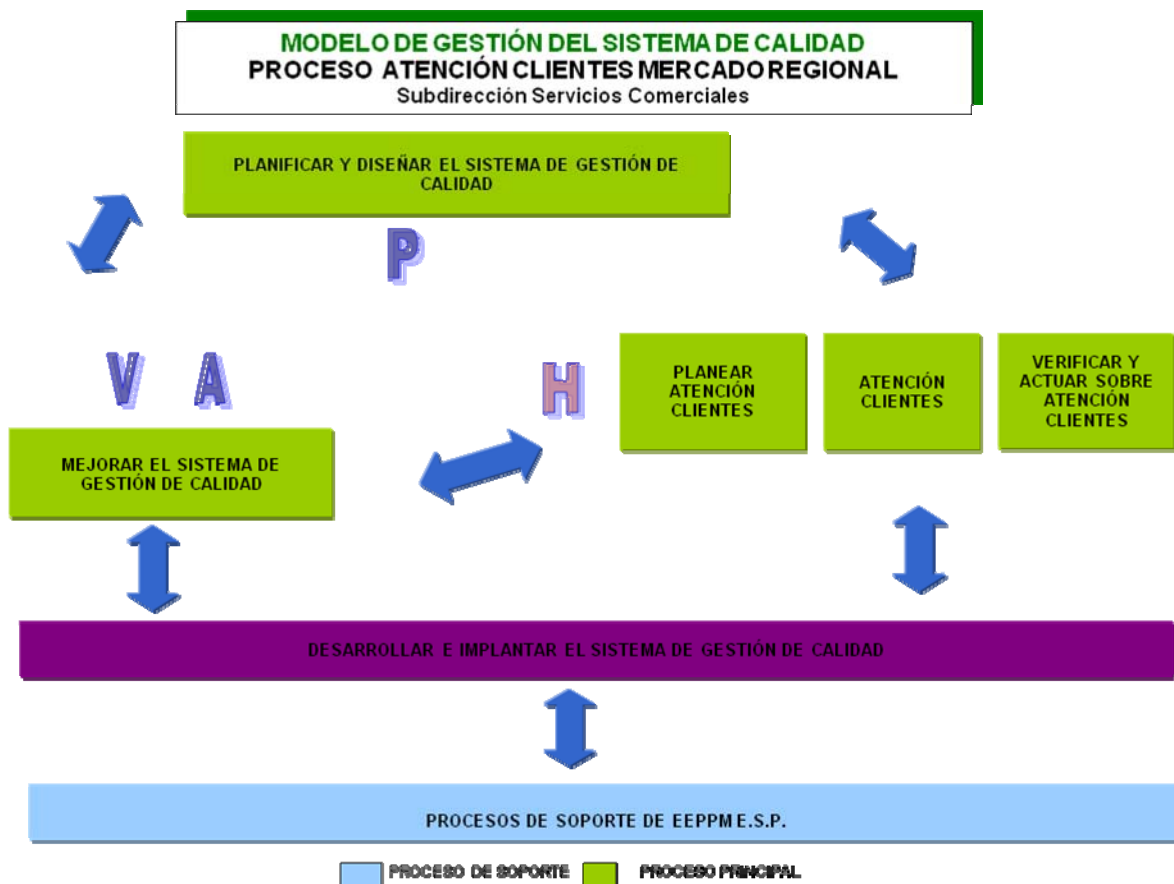 MODELO DE GESTIÓN DEL SISTEMA DE CALIDAD
PROCESO ATENCIÓN CLIENTES MERCADO REGIONAL
Subdirección Servicios Comerciales
PLANIFICAR Y DISEÑAR EL SISTEMA DE GESTIÓN DE
CALIDAD
P
V A
H
PLANEAR
ATENCIÓN
CLIENTES
ATENCIÓN
CLIENTES
VERIFICAR Y
ACTUAR SOBRE
ATENCIÓN
CLIENTES
MEJORAR EL SISTEMA DE
GESTIÓN DE CALIDAD
DESARROLLAR E IMPLANTAR EL SISTEMA DE GESTIÓN DE CALIDAD
PROCESOS DE SOPORTE DE EEPPM E.S.P.
PROCESO DE SOPORTE
PROCESO PRINCIPAL